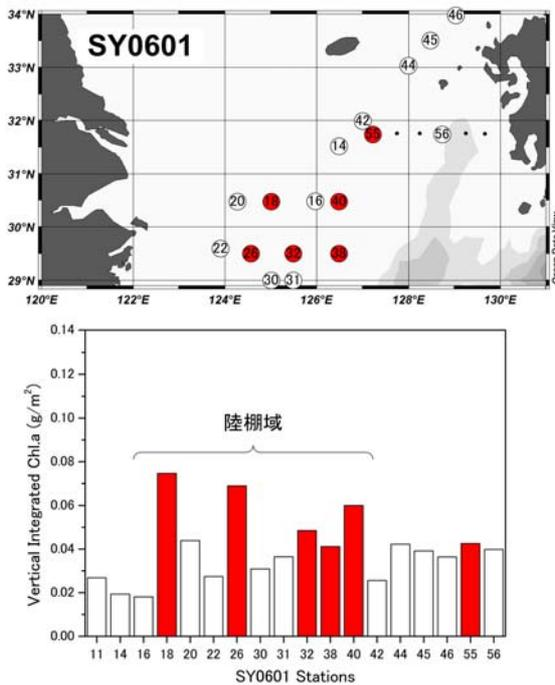 34°N
33°N
32°N
31°N
30°N
29°N
SY0601
46
45
44
42
55
56
14
20
18
16
40
22
26
32
38
30
31
120°E
122°E
124°E
126°E
128°E
130°E
Vertical Integrated Chl.a (g/m²)
0.14
0.12
0.10
0.08
0.06
0.04
0.02
0.00
陸棚域
11 14 16 18 20 22 26 30 31 32 38 40 42 44 45 46 55 56
SY0601 Stations